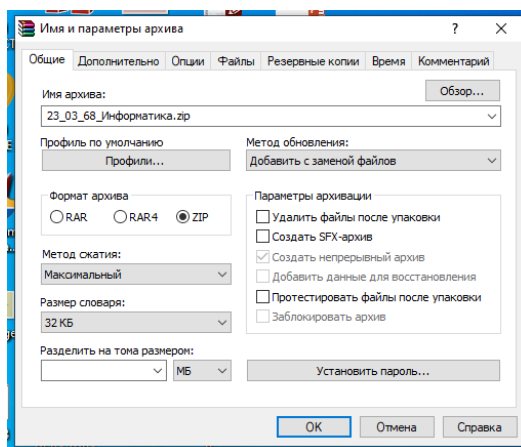 Имя и параметры архива ?
Общие Дополнительно Опции Файлы Резервные копии Время Комментарий
Имя архива: Обзор...
23_03_68_Информатика.zip
Профиль по умолчанию Метод обновления:
Профили... Добавить с заменой файлов
Формат архива Параметры архивации
RAR RAR4 ZIP Удалить файлы после упаковки
Создать SFX-архив
Метод сжатия: Создать непрерывный архив
Максимальный Добавить данные для восстановления
Размер словаря: Протестировать файлы после упаковки
32 КБ Заблокировать архив
Разделить на тома размером:
МБ Установить пароль...
OK Отмена Справка